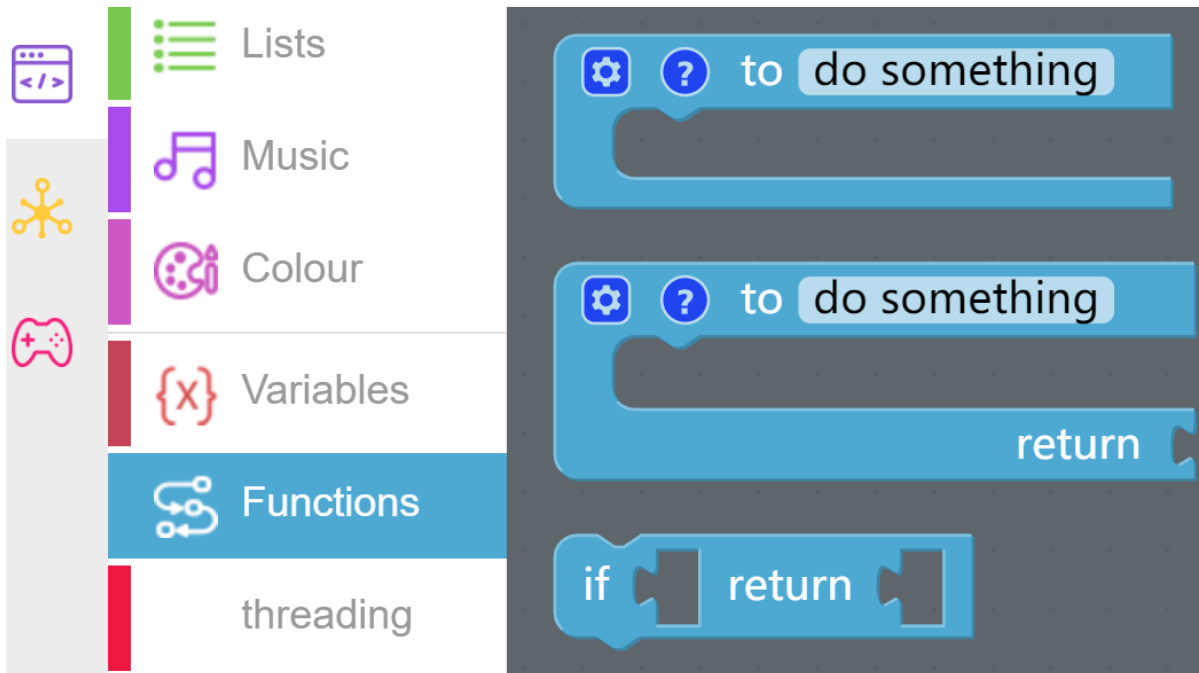 Lists
Music
Colour
Variables
Functions
threading
to do something
to do something
return
if return